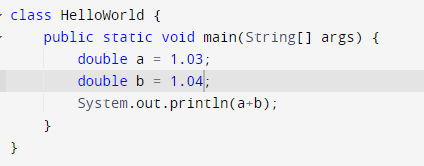 class HelloWorld {
    public static void main(String[] args) {
        double a = 1.03;
        double b = 1.04;
        System.out.println(a+b);
    }
}